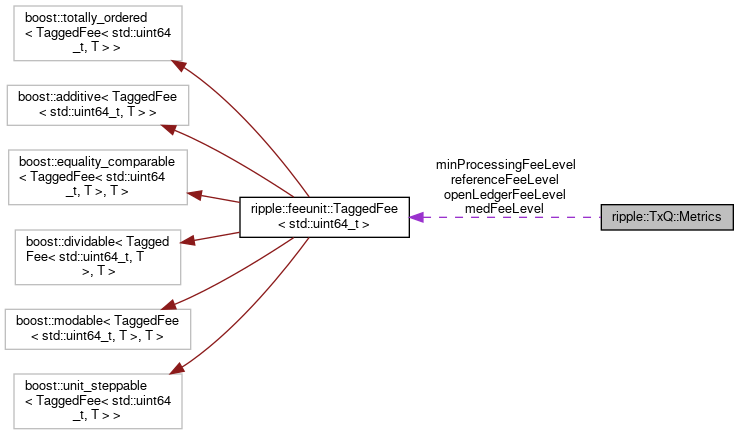 boost::totally_ordered
< TaggedFee< std::uint64
_t, T > >
boost::additive< TaggedFee
< std::uint64_t, T > >
boost::equality_comparable
< TaggedFee< std::uint64
_t, T >, T >
boost::dividable< Tagged
Fee< std::uint64_t, T
>, T >
boost::modable< TaggedFee
< std::uint64_t, T >, T >
boost::unit_steppable
< TaggedFee< std::uint64
_t, T > >
ripple::feeunit::TaggedFee
< std::uint64_t >
minProcessingFeeLevel
referenceFeeLevel
openLedgerFeeLevel
medFeeLevel
ripple::TxQ::Metrics